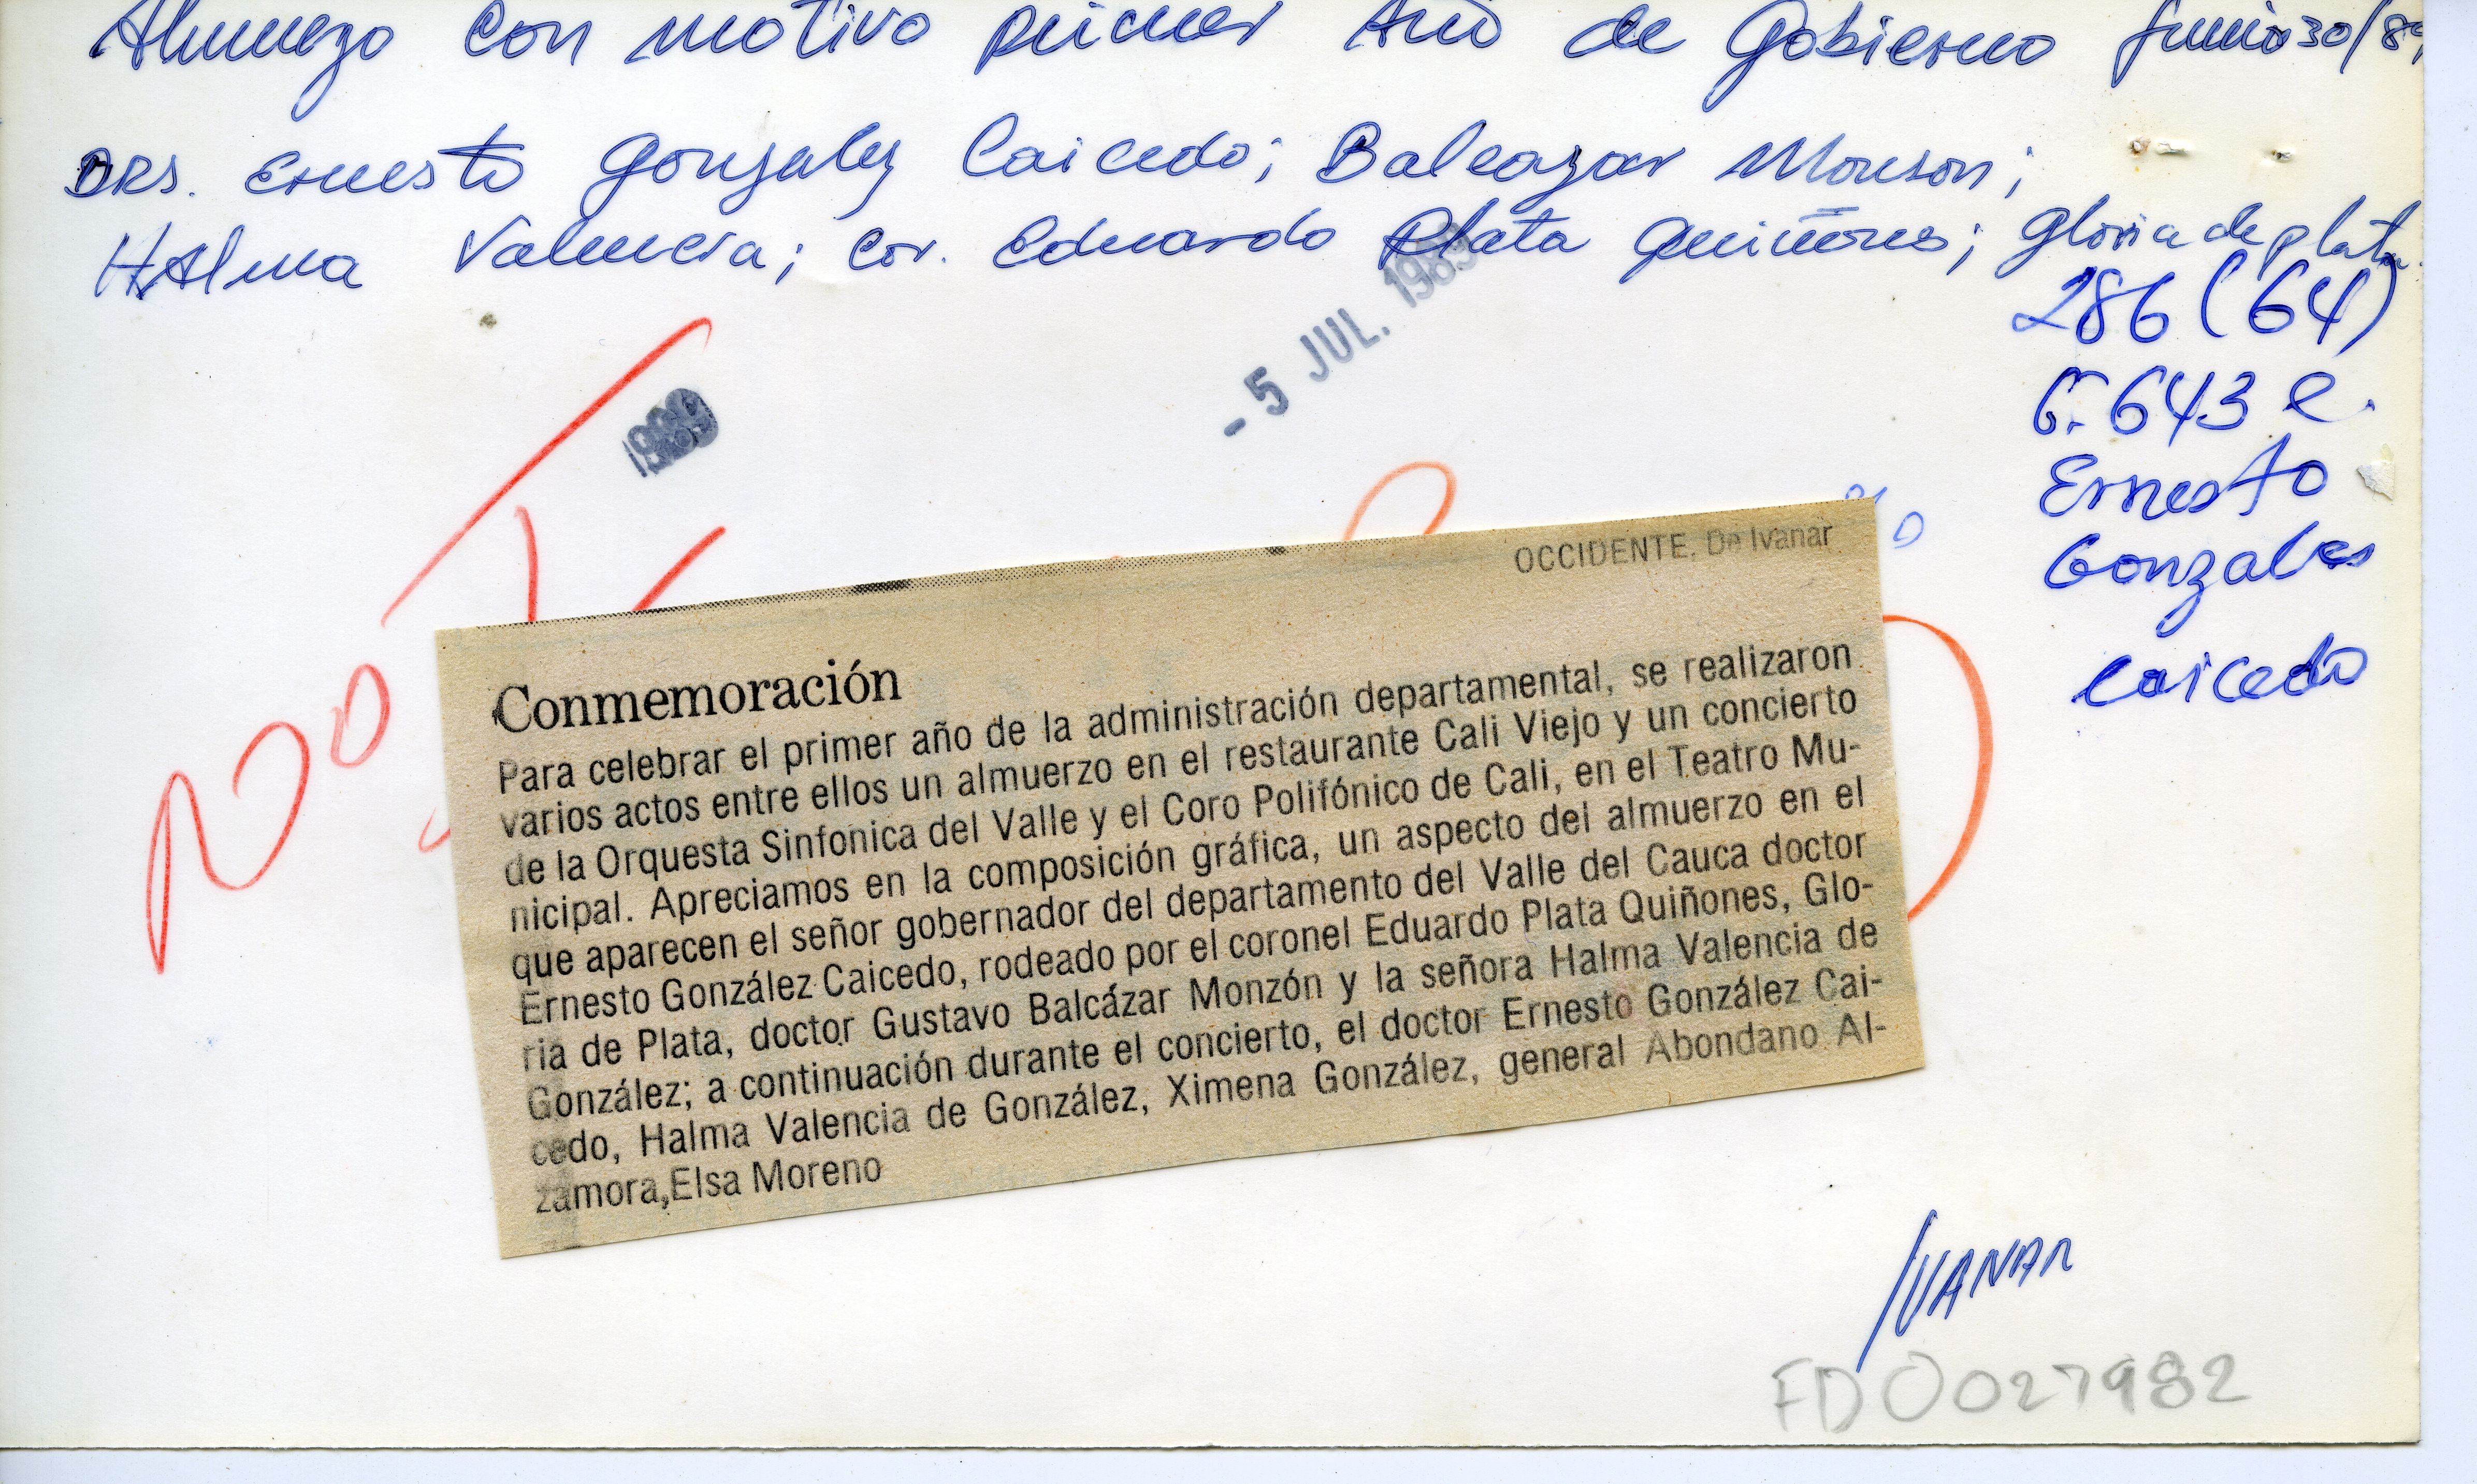 Almuerzo con motivo primer Año de Gobierno Junio 30/89
DRS. Ernesto Gonzalez Caicedo; Balcazar Monson;
HAlma Valencia; Cor. Eduardo Plata Quiñones; Gloria de plata.
286 (64)
G. 643 e.
Ernesto
Gonzales
Caicedo
- 5 JUL. 1989
1989
OCCIDENTE. De Ivanar
Conmemoración
Para celebrar el primer año de la administración departamental, se realizaron
varios actos entre ellos un almuerzo en el restaurante Cali Viejo y un concierto
de la Orquesta Sinfonica del Valle y el Coro Polifónico de Cali, en el Teatro Mu-
nicipal. Apreciamos en la composición gráfica, un aspecto del almuerzo en el
que aparecen el señor gobernador del departamento del Valle del Cauca doctor
Ernesto González Caicedo, rodeado por el coronel Eduardo Plata Quiñones, Glo-
ria de Plata, doctor Gustavo Balcázar Monzón y la señora Halma Valencia de
González; a continuación durante el concierto, el doctor Ernesto González Cai-
cedo, Halma Valencia de González, Ximena González, general Abondano Al-
zamora,Elsa Moreno
IVANAR
FD0027982